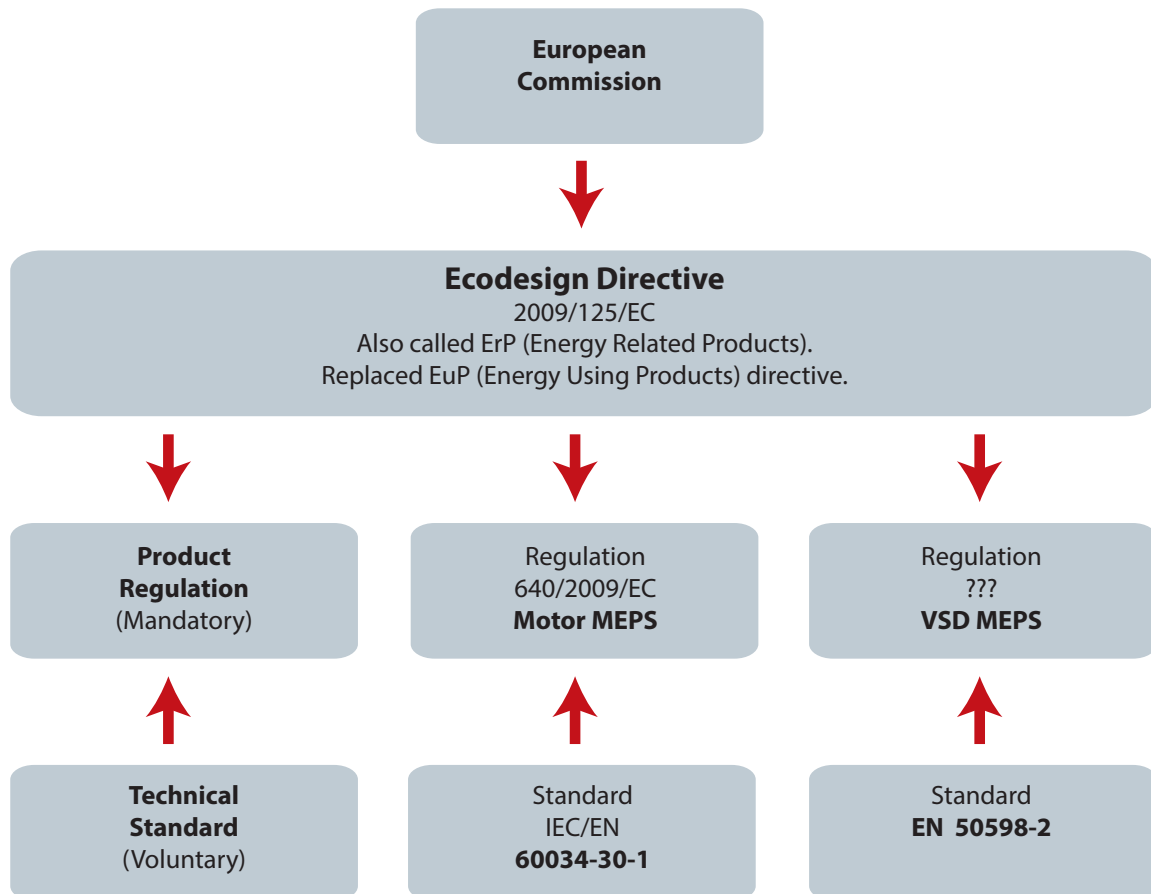 European
Commission
Ecodesign Directive
2009/125/EC
Also called ErP (Energy Related Products).
Replaced EuP (Energy Using Products) directive.
Product
Regulation
(Mandatory)
Regulation
640/2009/EC
Motor MEPS
Regulation
???
VSD MEPS
Technical
Standard
(Voluntary)
Standard
IEC/EN
60034-30-1
Standard
EN 50598-2